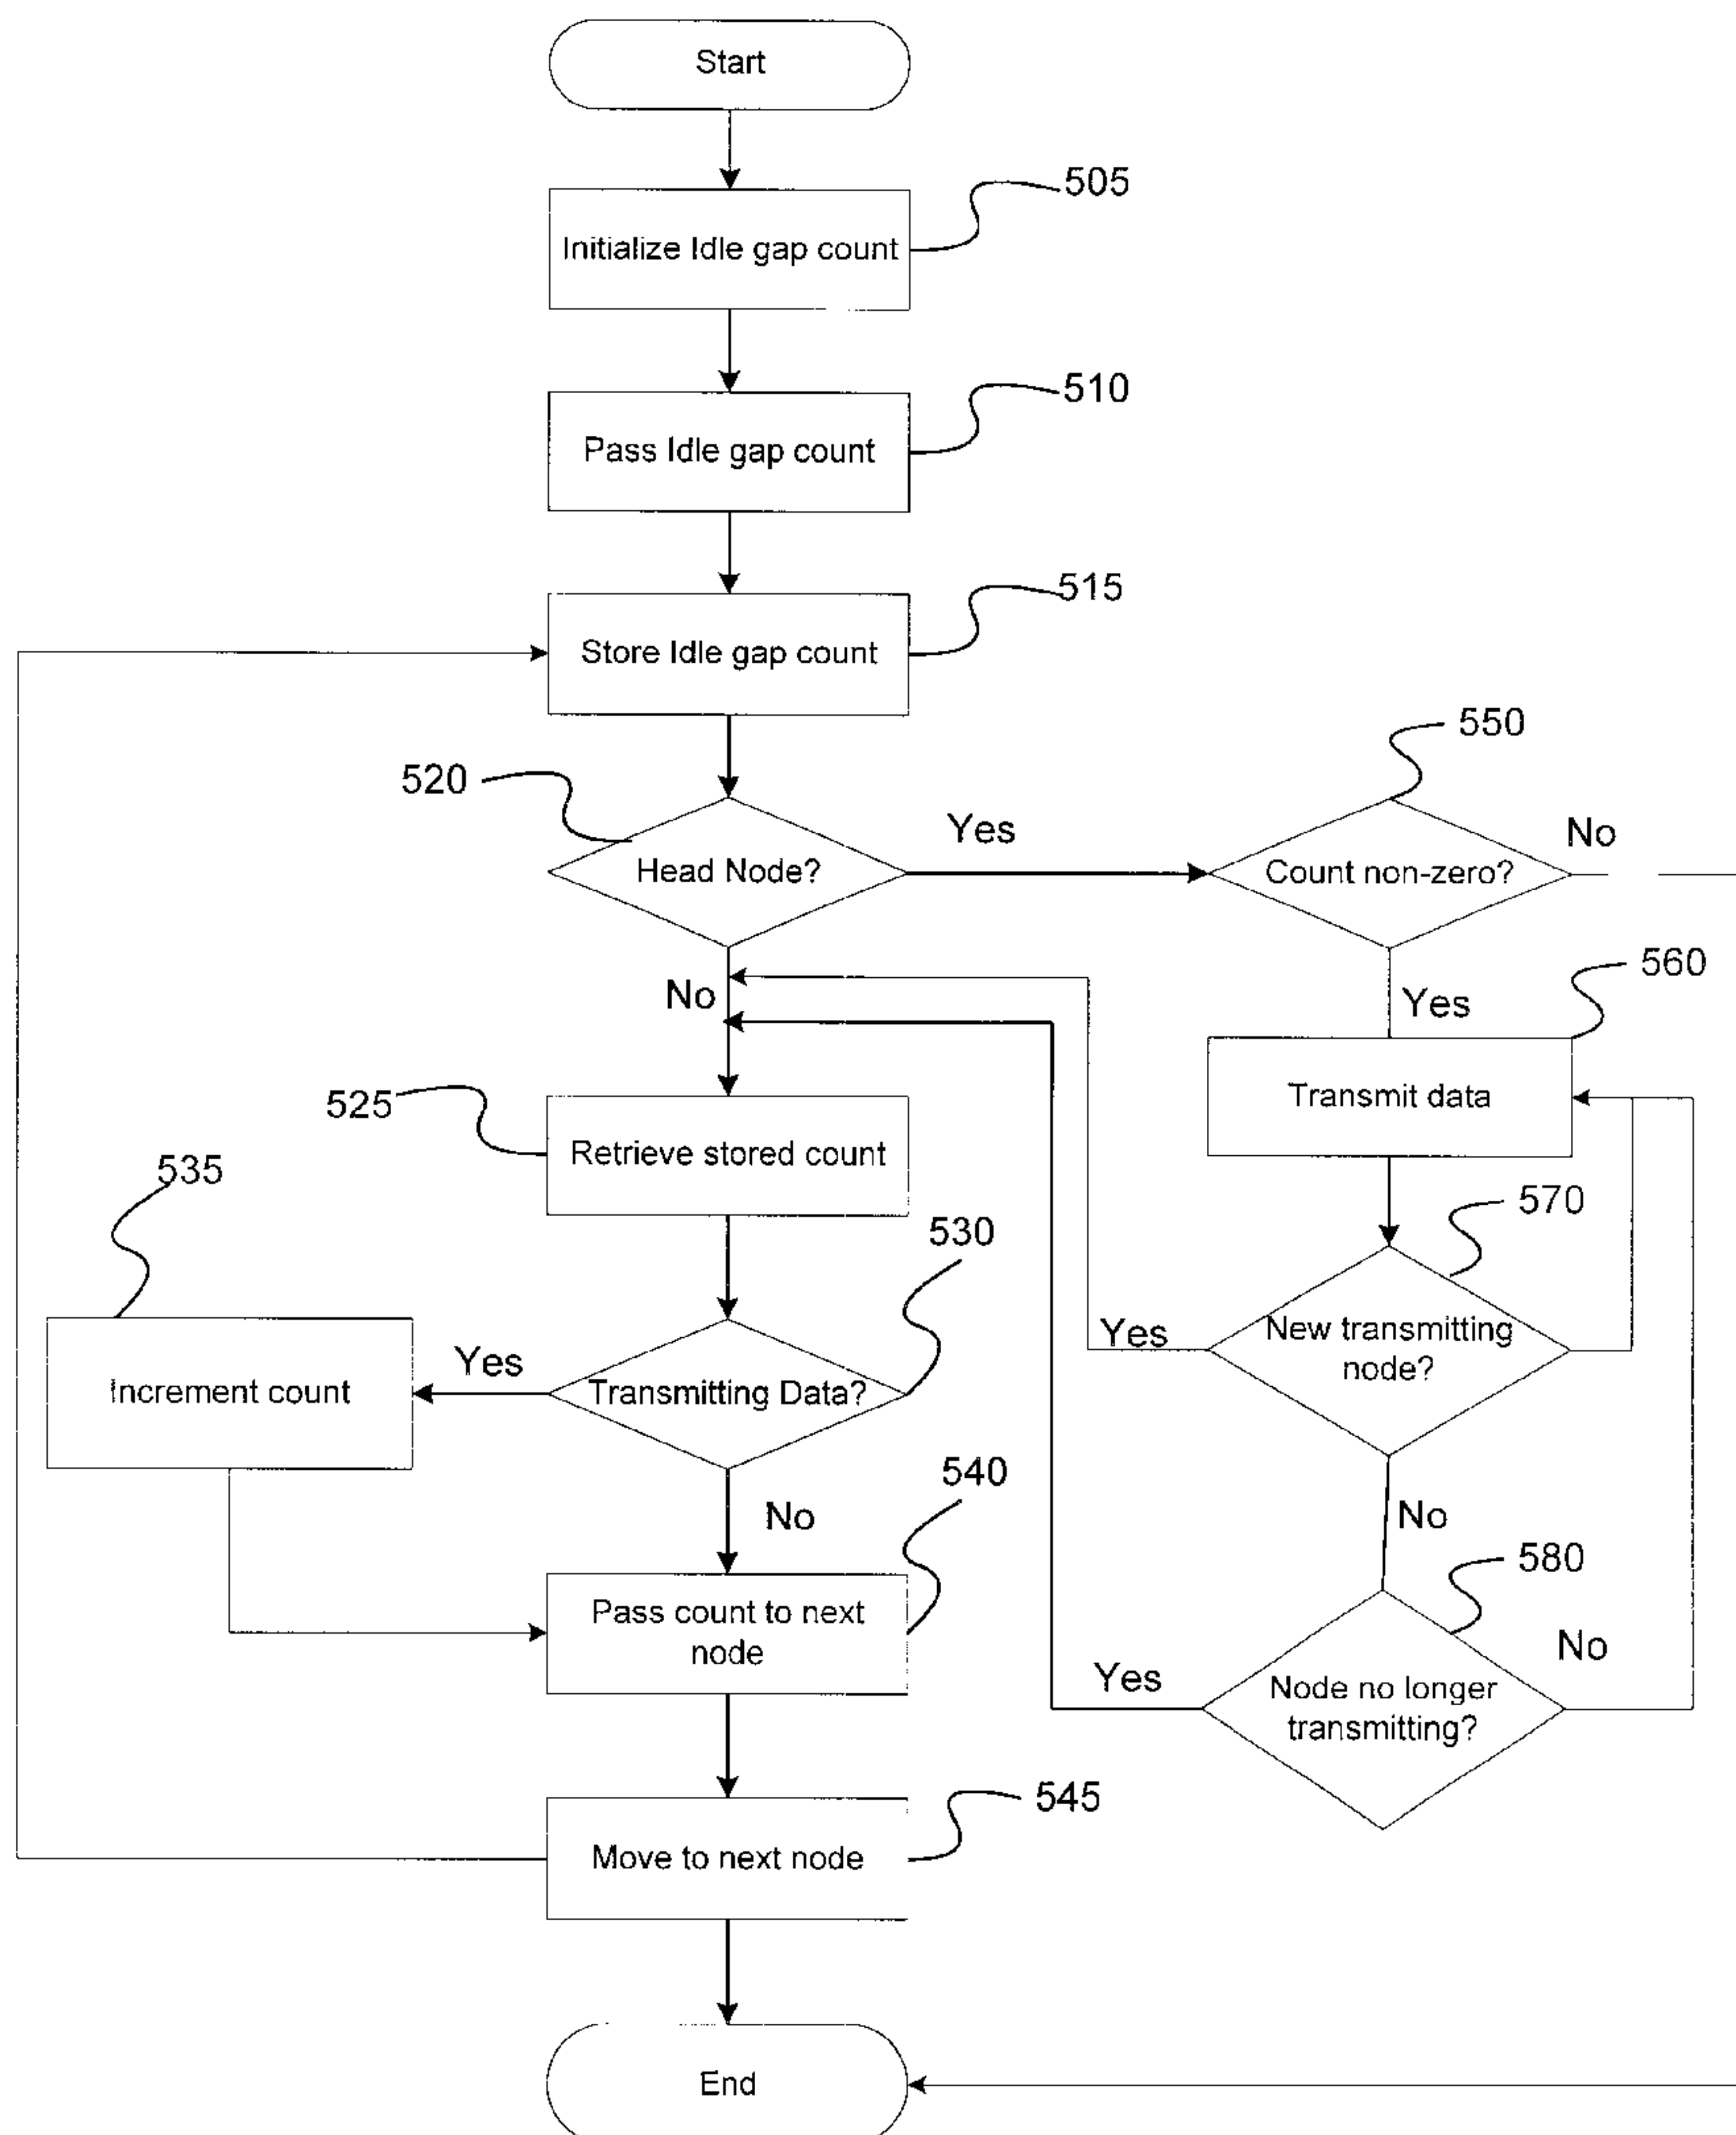 Start
505
Initialize Idle gap count
510
Pass Idle gap count
515
Store Idle gap count
520
Head Node?
Yes
550
Count non-zero?
No
No
560
Yes
Transmit data
525
Retrieve stored count
535
530
570
New transmitting
node?
Yes
Increment count
Yes
Transmitting Data?
540
No
No
580
Pass count to next
node
Yes
No
Node no longer
transmitting?
545
Move to next node
End